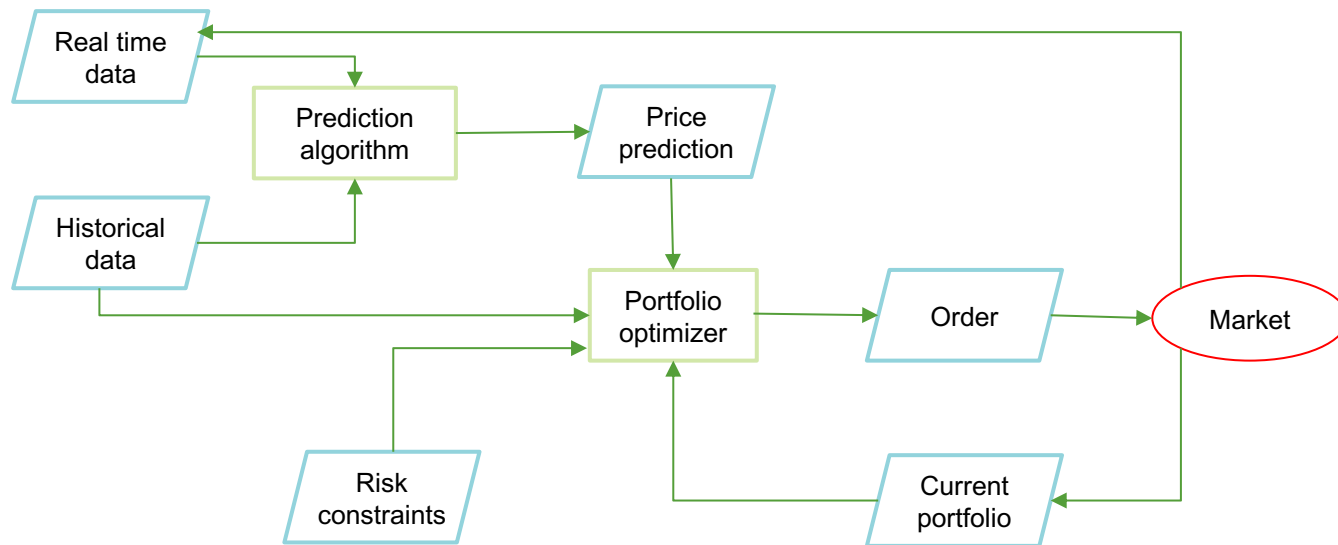 Real time
data
Prediction
algorithm
Price
prediction
Historical
data
Portfolio
optimizer
Order
Market
Risk
constraints
Current
portfolio